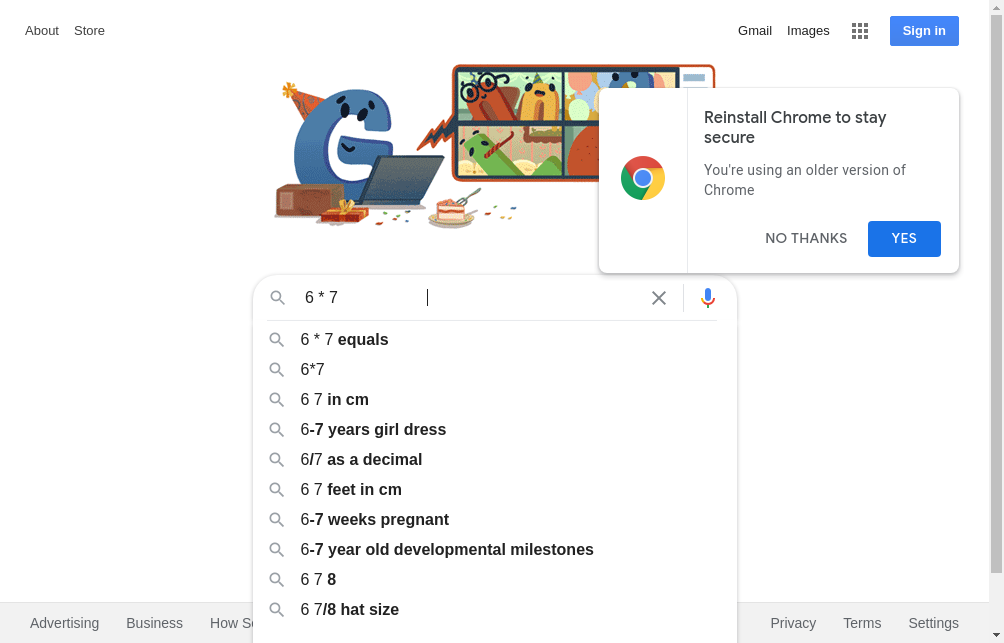 About Store Gmail Images Sign in
Reinstall Chrome to stay
secure
You're using an older version of
Chrome
NO THANKS YES
6 * 7
6 * 7 equals
6*7
6 7 in cm
6-7 years girl dress
6/7 as a decimal
6 7 feet in cm
6-7 weeks pregnant
6-7 year old developmental milestones
6 7 8
6 7/8 hat size
Advertising Business How Privacy Terms Settings